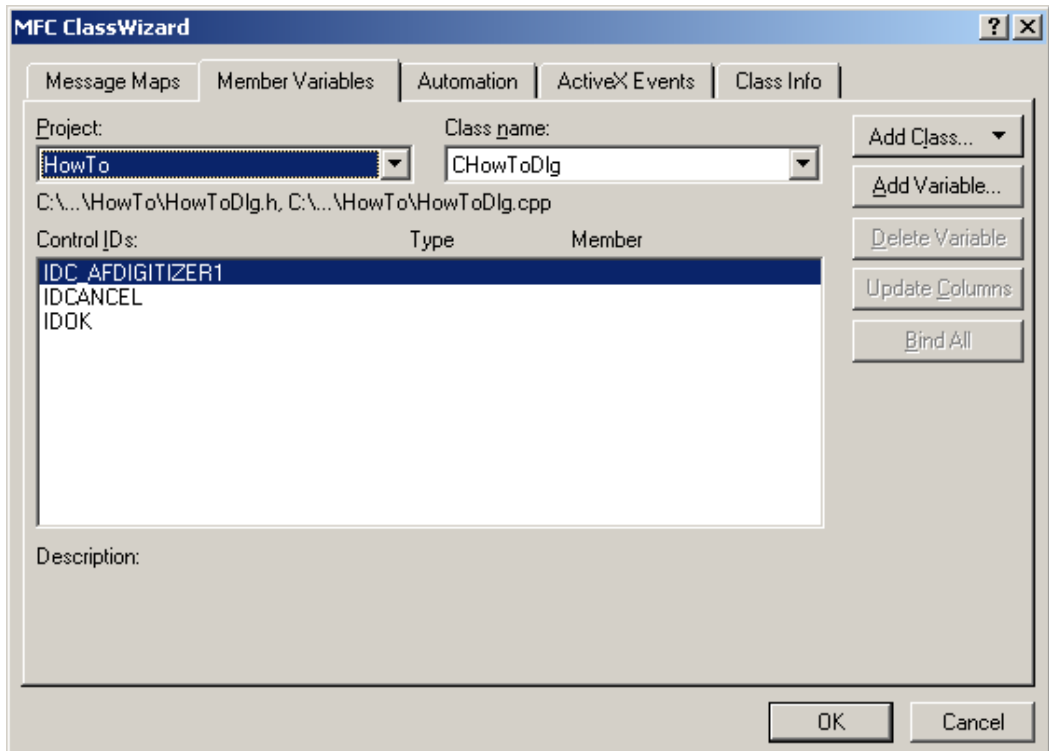 MFC ClassWizard
Message Maps Member Variables Automation ActiveX Events Class Info
Project: Class name:
Add Class...
HowTo CHowToDlg
Add Variable...
C:\...\HowTo\HowToDlg.h, C:\...\HowTo\HowToDlg.cpp
Control IDs: Type Member
Delete Variable
IDC_AFDIGITIZER1
IDCANCEL
Update Columns
IDOK
Bind All
Description:
OK Cancel